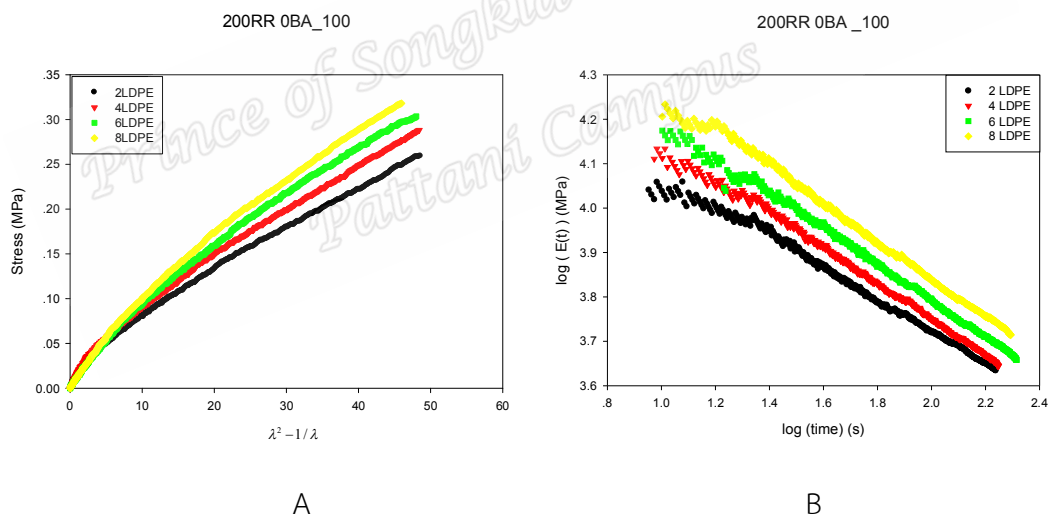 200RR 0BA_100
Stress (MPa)
.35
.30
.25
.20
.15
.10
.05
0.00
2LDPE
4LDPE
6LDPE
8LDPE
0
10
20
30
40
50
60
λ² −1/λ
A
200RR 0BA _100
log ( E(t) ) (MPa)
4.3
4.2
4.1
4.0
3.9
3.8
3.7
3.6
2 LDPE
4 LDPE
6 LDPE
8 LDPE
.8
1.0
1.2
1.4
1.6
1.8
2.0
2.2
2.4
log (time) (s)
B
Prince of Songkla
Pattani Campus